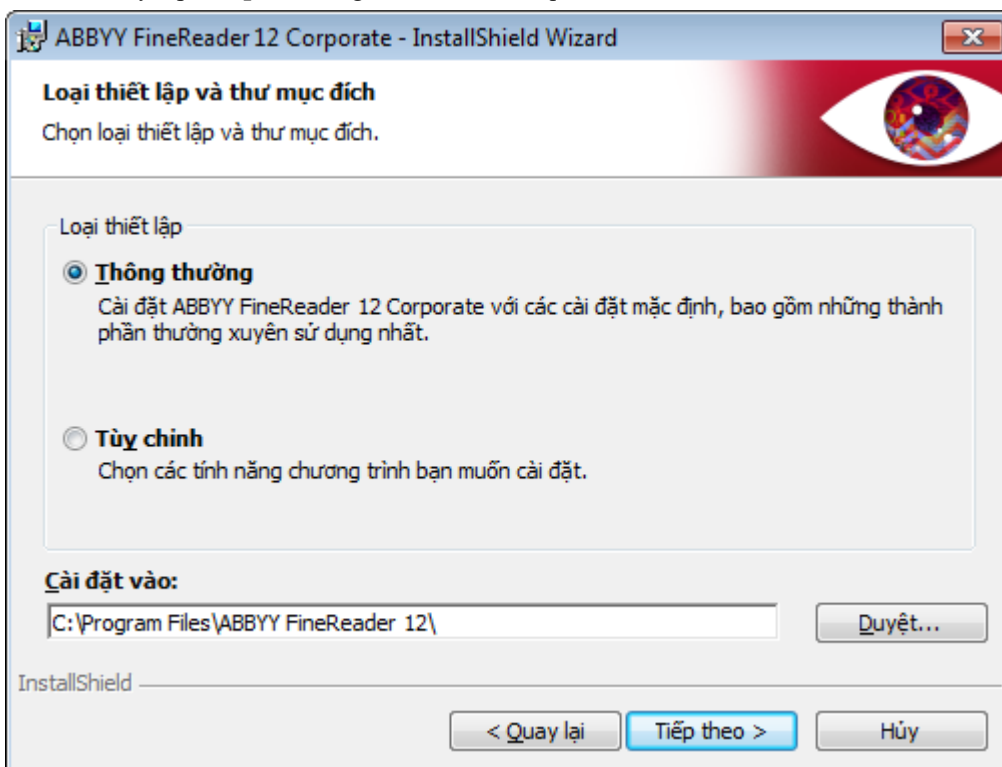 ABBYY FineReader 12 Corporate - InstallShield Wizard
Loại thiết lập và thư mục đích
Chọn loại thiết lập và thư mục đích.
Loại thiết lập
Thông thường
Cài đặt ABBYY FineReader 12 Corporate với các cài đặt mặc định, bao gồm những thành
phần thường xuyên sử dụng nhất.
Tùy chỉnh
Chọn các tính năng chương trình bạn muốn cài đặt.
Cài đặt vào:
C:\Program Files\ABBYY FineReader 12\
Duyệt...
InstallShield
< Quay lại
Tiếp theo >
Hủy